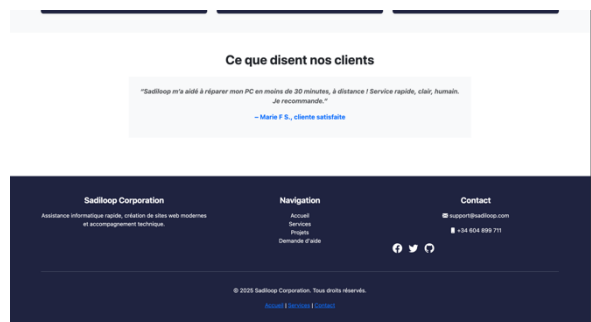 Ce que disent nos clients
"Sadiloop m'a aidé à réparer mon PC en moins de 30 minutes, à distance ! Service rapide, clair, humain.
Je recommande."
– Marie F S., cliente satisfaite
Sadiloop Corporation
Assistance informatique rapide, création de sites web modernes
et accompagnement technique.
Navigation
Accueil
Services
Projets
Demande d'aide
Contact
support@sadiloop.com
+34 604 899 711
© 2025 Sadiloop Corporation. Tous droits réservés.
Accueil | Services | Contact